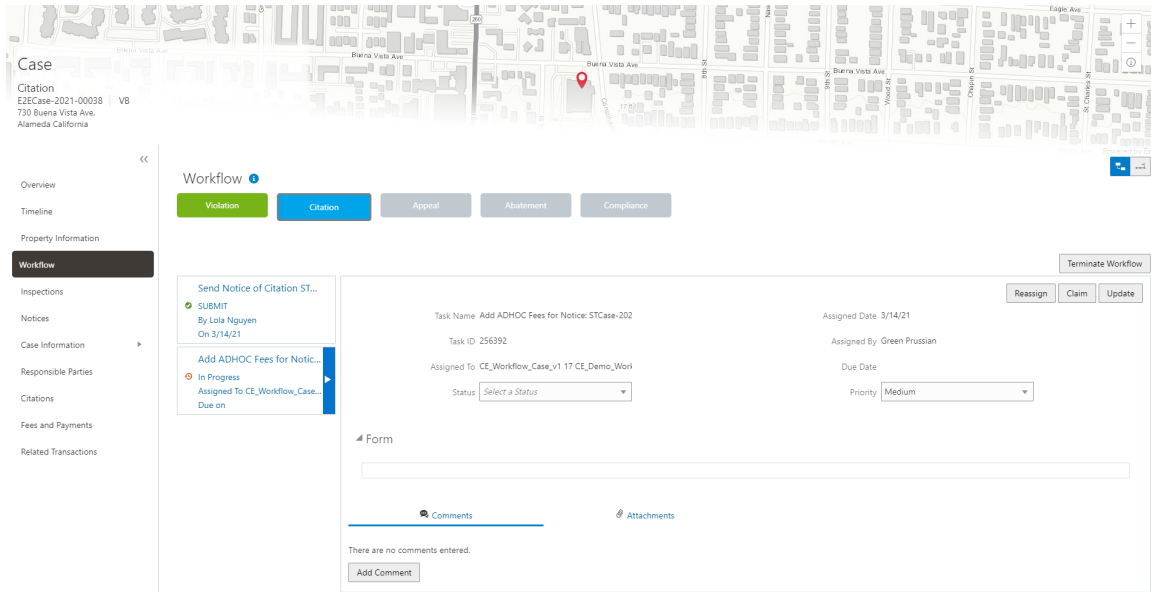 Eagle Ave
260
Buena Vista Ave
Buena Vista Ave
Buena Vista Ave
Buena Vista Ave
9th St
8th St
Wood St
Chapin St
St Charles St
Case
Citation
E2ECase-2021-00038 | VB
730 Buena Vista Ave,
Alameda California
Overview
Timeline
Property Information
Workflow
Inspections
Notices
Case Information
Responsible Parties
Citations
Fees and Payments
Related Transactions
Workflow
Violation Citation Appeal Abatement Compliance
Terminate Workflow
Send Notice of Citation ST...
SUBMIT
By Lola Nguyen
On 3/14/21
Add ADHOC Fees for Notic...
In Progress
Assigned To CE_Workflow_Case...
Due on
Reassign Claim Update
Task Name Add ADHOC Fees for Notice: STCase-202 Assigned Date 3/14/21
Task ID 256392 Assigned By Green Prussian
Assigned To CE_Workflow_Case_v1 17 CE_Demo_Work Due Date
Status Select a Status Priority Medium
Form
Comments Attachments
There are no comments entered.
Add Comment